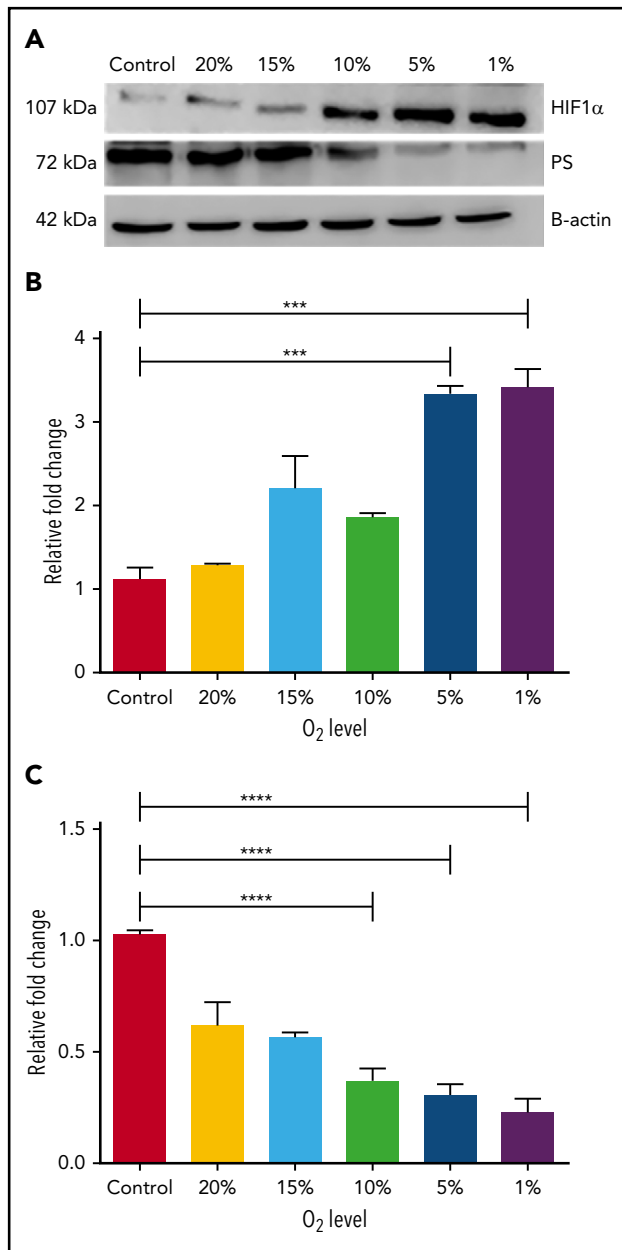 A
Control 20% 15% 10% 5% 1%
107 kDa HIF1α
72 kDa PS
42 kDa B-actin
B
***
***
4
3
2
1
0
Relative fold change
Control 20% 15% 10% 5% 1%
O₂ level
C
****
****
****
1.5
1.0
0.5
0.0
Relative fold change
Control 20% 15% 10% 5% 1%
O₂ level